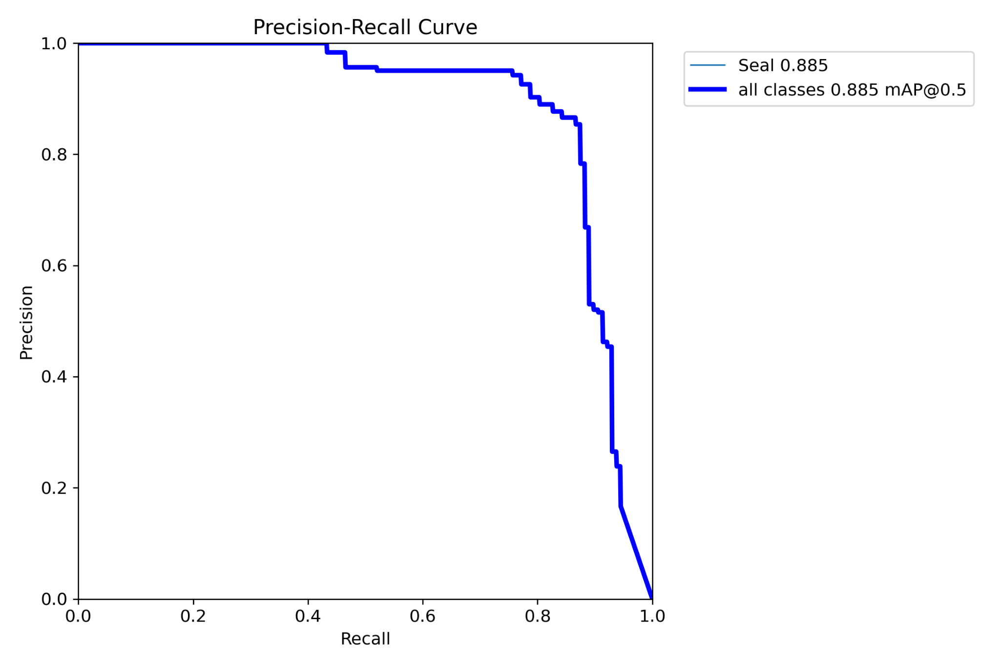 Precision-Recall Curve
1.0
0.8
0.6
0.4
0.2
0.0
Precision
0.0 0.2 0.4 0.6 0.8 1.0
Recall
Seal 0.885
all classes 0.885 mAP@0.5